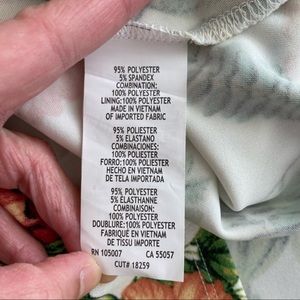 95% POLYESTER
5% SPANDEX
COMBINATION:
100% POLYESTER
LINING:100% POLYESTER
MADE IN VIETNAM
OF IMPORTED FABRIC
95% POLIESTER
5% ELASTANO
COMBINACIONES:
100% POLIESTER
FORRO:100% POLIESTER
HECHO EN VIETNAM
DE TELA IMPORTADA
95% POLYESTER
5% ELASTHANNE
COMBINAISON:
100% POLYESTER
DOUBLURE:100% POLYESTER
FABRIQUÉ EN VIETNAM
DE TISSU IMPORTE
RN 105007 CA 55057
CUT# 18259